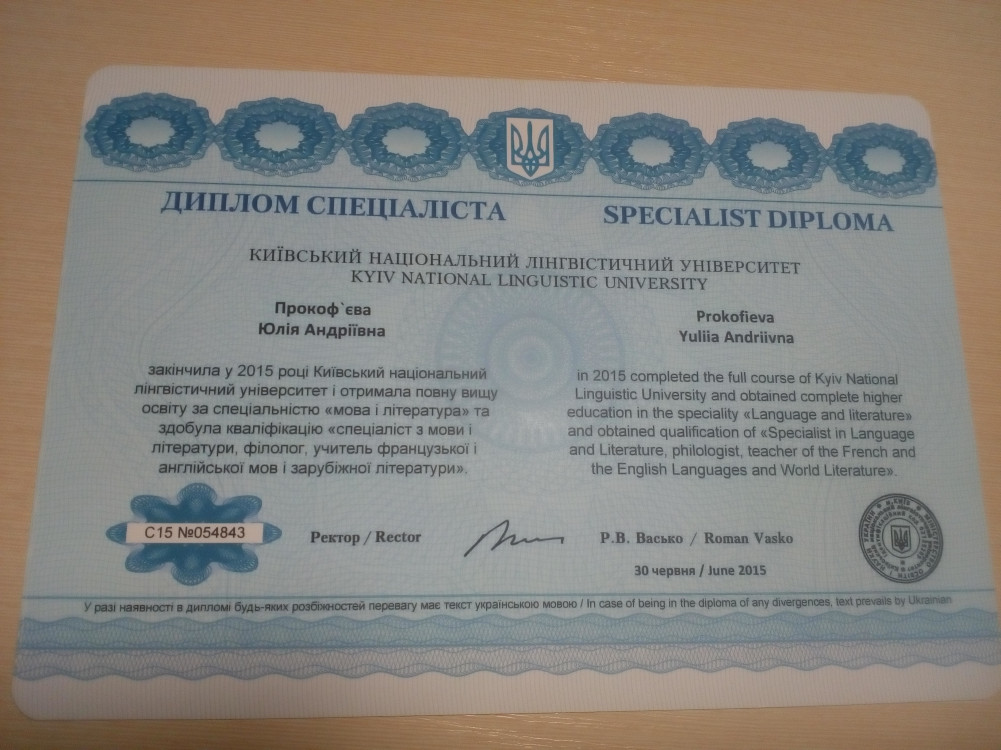 ДИПЛОМ СПЕЦІАЛІСТА
SPECIALIST DIPLOMA
КИЇВСЬКИЙ НАЦІОНАЛЬНИЙ ЛІНГВІСТИЧНИЙ УНІВЕРСИТЕТ
KYIV NATIONAL LINGUISTIC UNIVERSITY
Прокоф`єва
Юлія Андріївна
закінчила у 2015 році Київський національний
лінгвістичний університет і отримала повну вищу
освіту за спеціальністю «мова і література» та
здобула кваліфікацію «спеціаліст з мови і
літератури, філолог, учитель французької і
англійської мов і зарубіжної літератури».
Prokofieva
Yuliia Andriivna
in 2015 completed the full course of Kyiv National
Linguistic University and obtained complete higher
education in the speciality «Language and literature»
and obtained qualification of «Specialist in Language
and Literature, philologist, teacher of the French and
the English Languages and World Literature».
С15 №054843
Ректор / Rector
Р.В. Васько / Roman Vasko
30 червня / June 2015
У разі наявності в дипломі будь-яких розбіжностей перевагу має текст українською мовою / In case of being in the diploma of any divergences, text prevails by Ukrainian